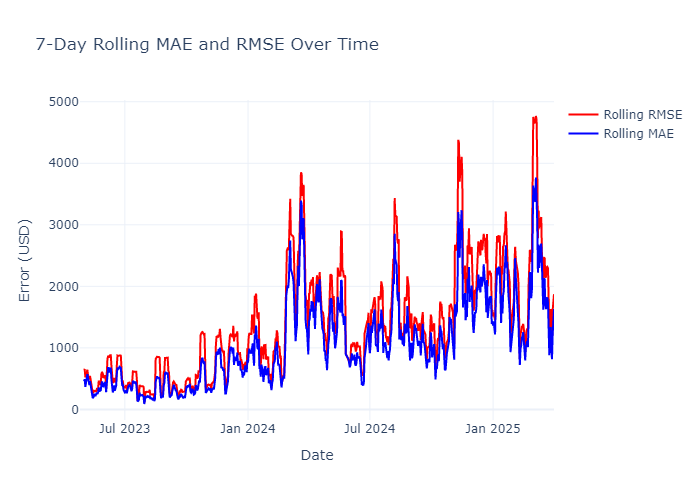 7-Day Rolling MAE and RMSE Over Time
5000
4000
3000
2000
1000
0
Error (USD)
Jul 2023
Jan 2024
Jul 2024
Jan 2025
Date
Rolling RMSE
Rolling MAE